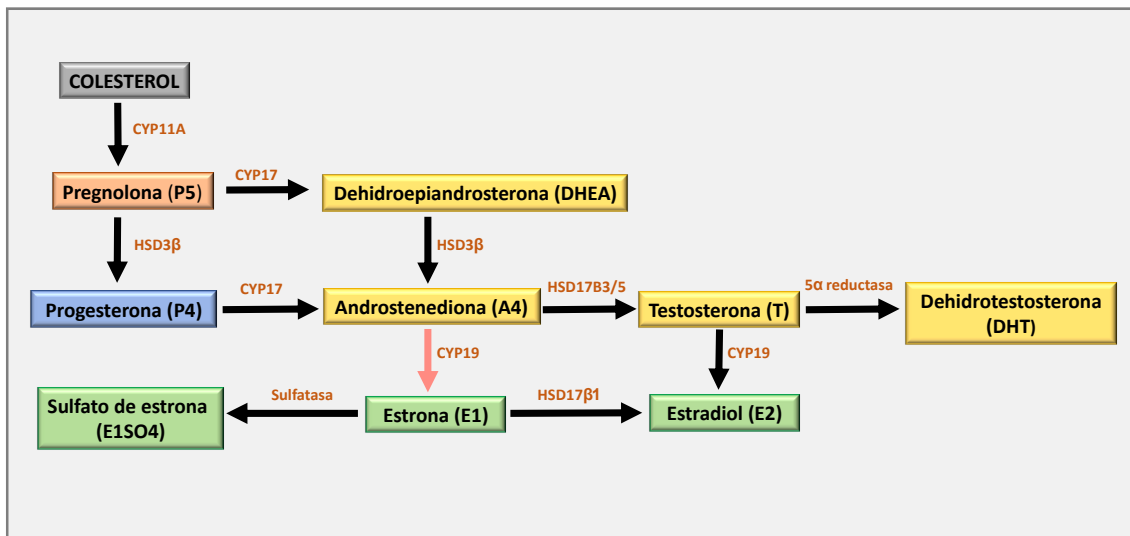 COLESTEROL
CYP11A
CYP17
Pregnolona (P5)
Dehidroepiandrosterona (DHEA)
HSD3β
HSD3β
CYP17
HSD17B3/5
5α reductasa
Progesterona (P4)
Androstenediona (A4)
Testosterona (T)
Dehidrotestosterona
(DHT)
CYP19
CYP19
Sulfato de estrona
(E1SO4)
Sulfatasa
Estrona (E1)
HSD17β1
Estradiol (E2)